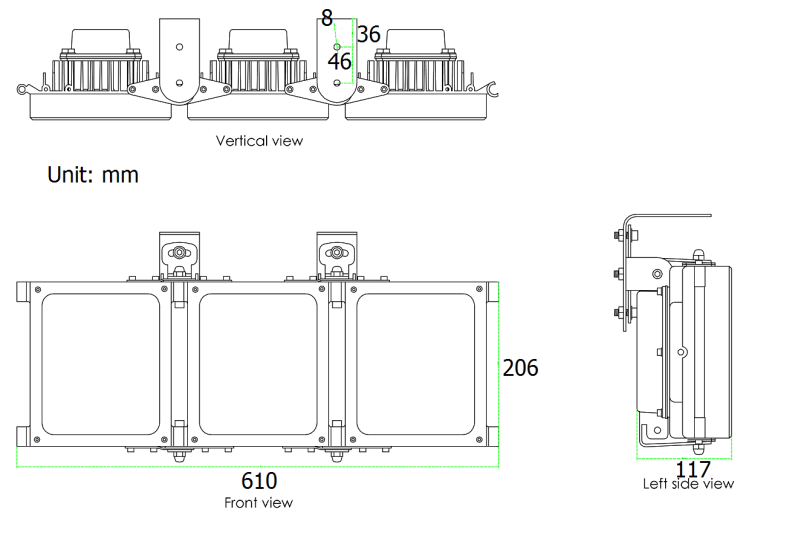 8
36
46
Vertical view
Unit: mm
206
610
Front view
117
Left side view